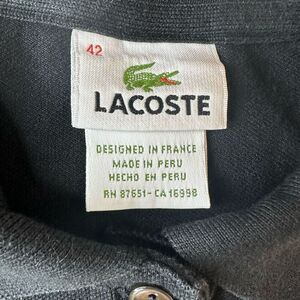 42
LACOSTE
DESIGNED IN FRANCE
MADE IN PERU
HECHO EN PERU
RN 87651-CA 16998